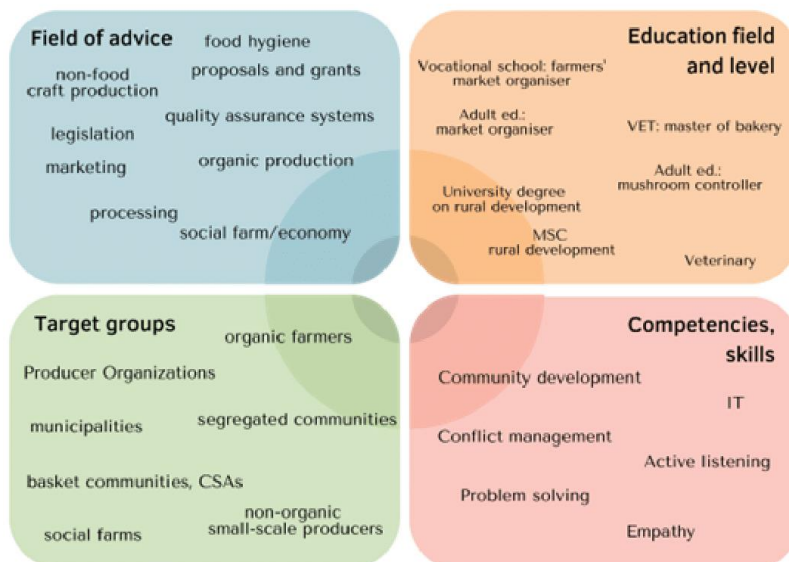 Field of advice
food hygiene
non-food
craft production
proposals and grants
quality assurance systems
legislation
marketing
organic production
processing
social farm/economy
Education field
and level
Vocational school: farmers'
market organiser
Adult ed.:
market organiser
VET: master of bakery
Adult ed.:
mushroom controller
University degree
on rural development
MSC
rural development
Veterinary
Target groups
organic farmers
Producer Organizations
municipalities
segregated communities
basket communities, CSAs
non-organic
small-scale producers
social farms
Competencies,
skills
Community development
IT
Conflict management
Active listening
Problem solving
Empathy